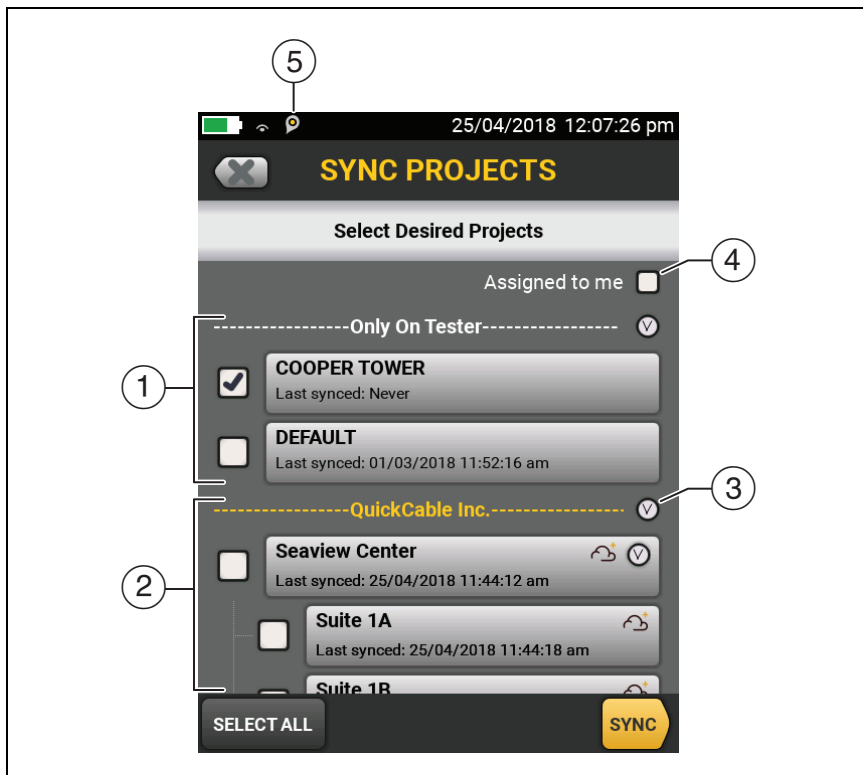 5
25/04/2018 12:07:26 pm
SYNC PROJECTS
Select Desired Projects
Assigned to me
4
-----------------Only On Tester-----------------
1
COOPER TOWER
Last synced: Never
DEFAULT
Last synced: 01/03/2018 11:52:16 am
3
-----------------QuickCable Inc.----------------
2
Seaview Center
Last synced: 25/04/2018 11:44:12 am
Suite 1A
Last synced: 25/04/2018 11:44:18 am
Suite 1B
SELECT ALL
SYNC